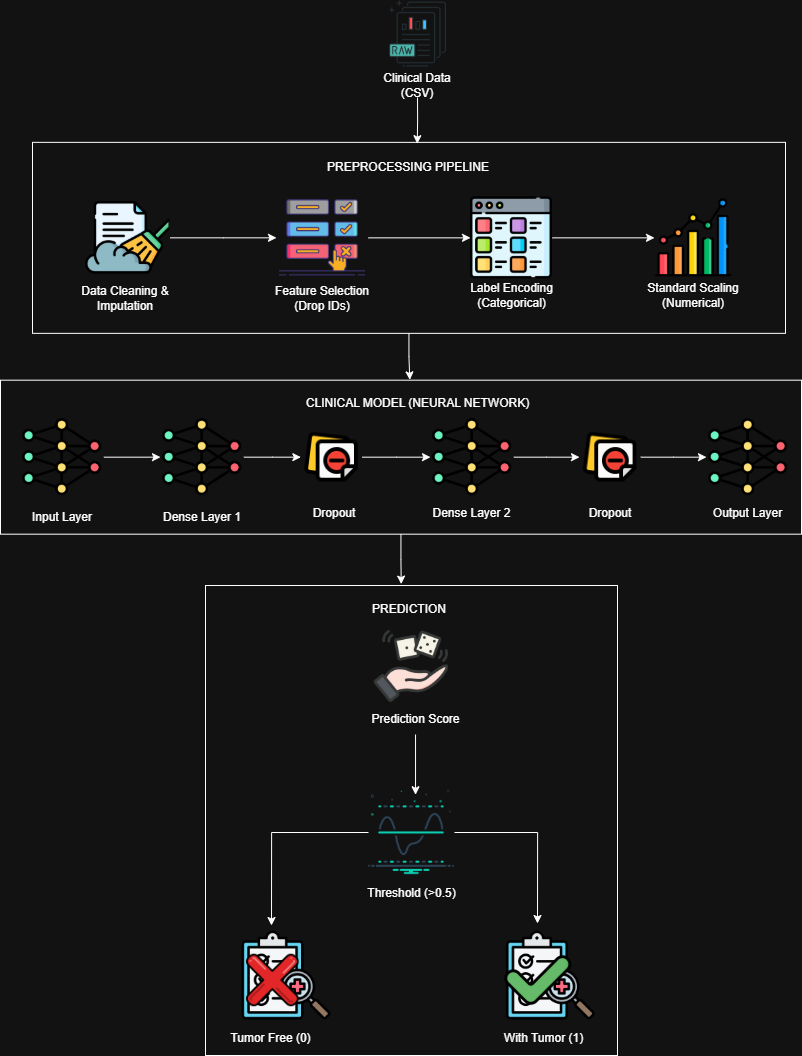 RAW
Clinical Data
(CSV)
PREPROCESSING PIPELINE
Data Cleaning &
Imputation
Feature Selection
(Drop IDs)
Label Encoding
(Categorical)
Standard Scaling
(Numerical)
CLINICAL MODEL (NEURAL NETWORK)
Input Layer
Dense Layer 1
Dropout
Dense Layer 2
Dropout
Output Layer
PREDICTION
Prediction Score
Threshold (>0.5)
Tumor Free (0)
With Tumor (1)